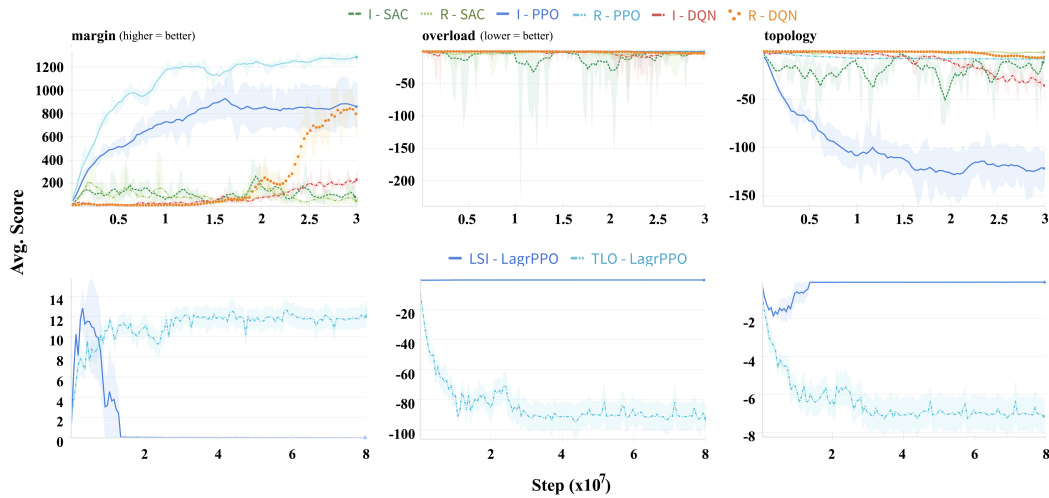 I - SAC R - SAC I - PPO R - PPO I - DQN R - DQN
margin (higher = better)
overload (lower = better)
topology
1200
1000
800
600
400
200
0.5 1 1.5 2 2.5 3
-50
-100
-150
-200
0.5 1 1.5 2 2.5 3
-50
-100
-150
0.5 1 1.5 2 2.5 3
Avg. Score
LSI - LagrPPO TLO - LagrPPO
14
12
10
8
6
4
2
0
2 4 6 8
-20
-40
-60
-80
-100
2 4 6 8
-2
-4
-6
-8
2 4 6 8
Step (x10⁷)